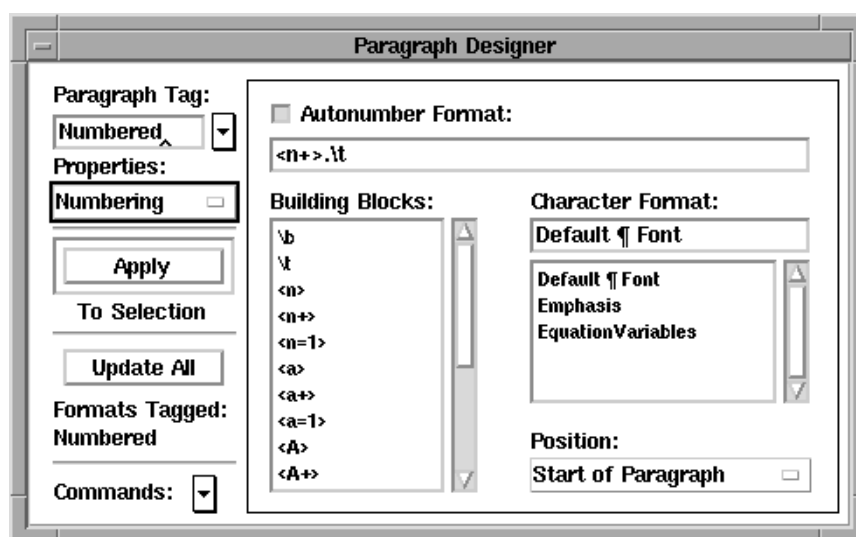 Paragraph Designer
Paragraph Tag:
Numbered
Properties:
Numbering
Apply
To Selection
Update All
Formats Tagged:
Numbered
Commands:
Autonumber Format:
<n+>.\t
Building Blocks:
\b
\t
<n>
<n+>
<n=1>
<a>
<a+>
<a=1>
<A>
<A+>
Character Format:
Default ¶ Font
Default ¶ Font
Emphasis
EquationVariables
Position:
Start of Paragraph